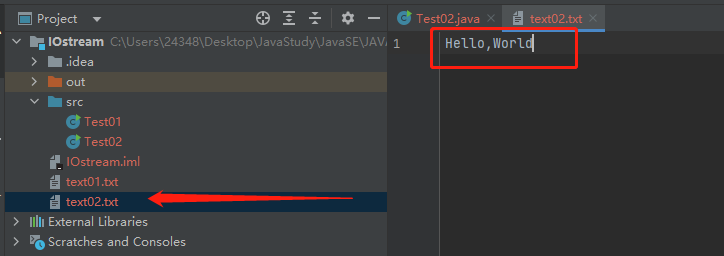 Project
Test02.java
text02.txt
IOstream C:\Users\24348\Desktop\JavaStudy\JavaSE\JAV
1
Hello,World
.idea
out
src
Test01
Test02
IOstream.iml
text01.txt
text02.txt
External Libraries
Scratches and Consoles